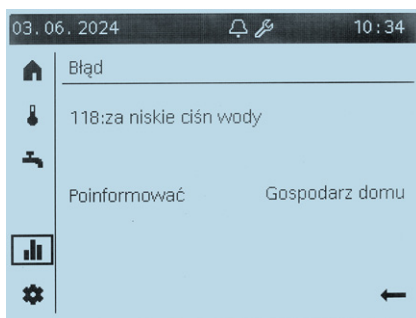 03.06.2024 10:34
Błąd
118:za niskie ciśn wody
Poinformować Gospodarz domu